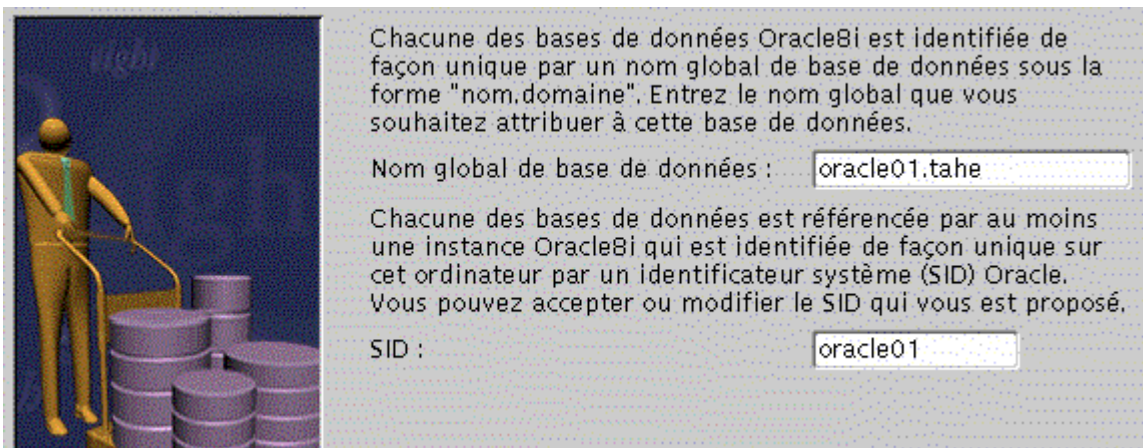 Chacune des bases de données Oracle8i est identifiée de
façon unique par un nom global de base de données sous la
forme "nom.domaine". Entrez le nom global que vous
souhaitez attribuer à cette base de données.
Nom global de base de données : oracle01.tahe
Chacune des bases de données est référencée par au moins
une instance Oracle8i qui est identifiée de façon unique sur
cet ordinateur par un identificateur système (SID) Oracle.
Vous pouvez accepter ou modifier le SID qui vous est proposé.
SID : oracle01